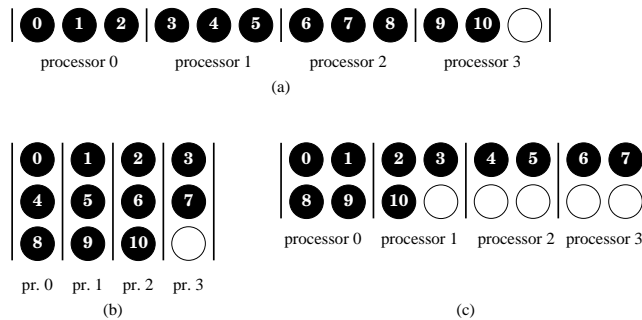 0 1 2 3 4 5 6 7 8 9 10
processor 0 processor 1 processor 2 processor 3
(a)
0 1 2 3
4 5 6 7
8 9 10
pr. 0 pr. 1 pr. 2 pr. 3
(b)
0 1 2 3 4 5 6 7
8 9 10
processor 0 processor 1 processor 2 processor 3
(c)